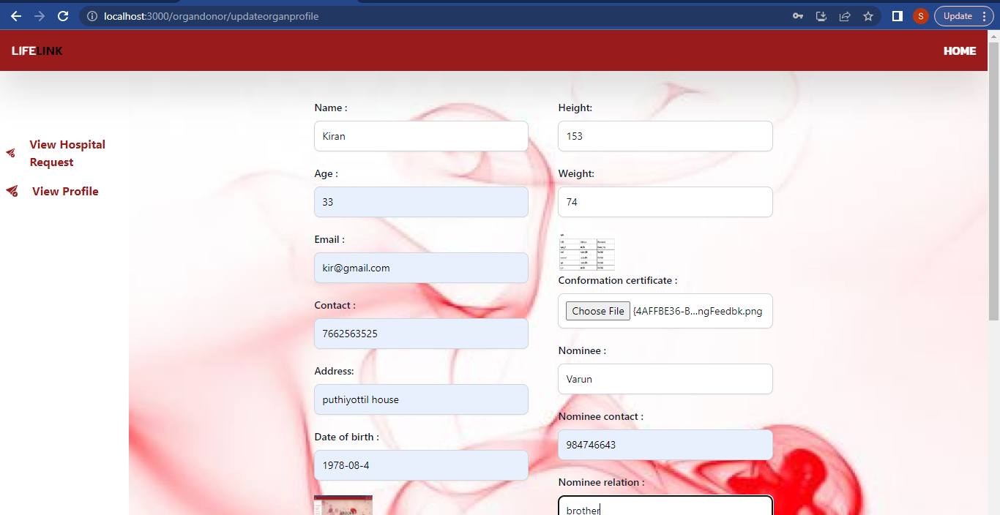 localhost:3000/organdonor/updateorganprofile
S
Update
LIFELINK
HOME
View Hospital
Request
View Profile
Name :
Kiran
Age :
33
Email :
kir@gmail.com
Contact :
7662563525
Address:
puthiyottil house
Date of birth :
1978-08-4
Height:
153
Weight:
74
Conformation certificate :
Choose File {4AFFBE36-B...ngFeedbk.png
Nominee :
Varun
Nominee contact :
984746643
Nominee relation :
brother